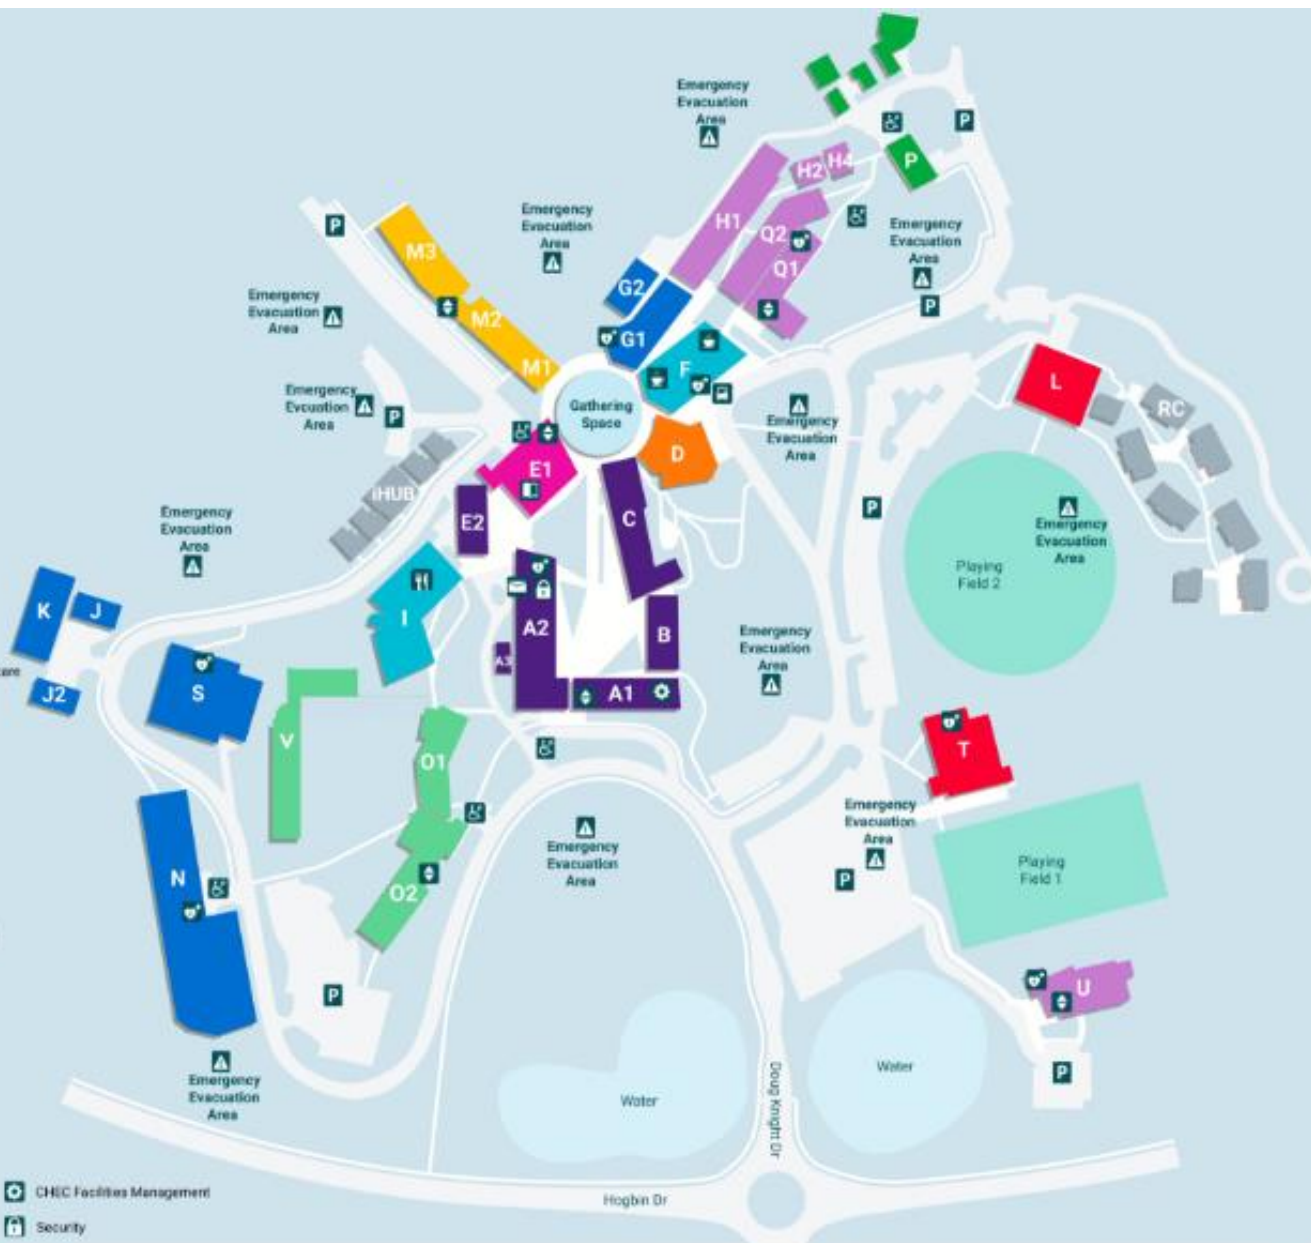 Emergency
Evacuation
Area
P
P
H2
H4
P
H1
Emergency
Evacuation
Area
P
M3
Q2
Q1
Emergency
Evacuation
Area
G2
P
Emergency
Evacuation
Area
M2
G1
M1
F
L
RC
Emergency
Evcuation
Area
P
Gathering
Space
Emergency
Evacuation
Area
D
E1
iHUB
E2
C
P
Emergency
Evacuation
Area
Emergency
Evacuation
Area
Playing
Field 2
K
J
I
A2
B
A3
Emergency
Evacuation
Area
are
J2
S
A1
V
O1
T
Emergency
Evacuation
Area
P
Emergency
Evacuation
Area
Playing
Field 1
N
O2
P
U
Water
P
Doug Knight Dr
Emergency
Evacuation
Area
Water
CHEC Facilities Management
Hogbin Dr
Security